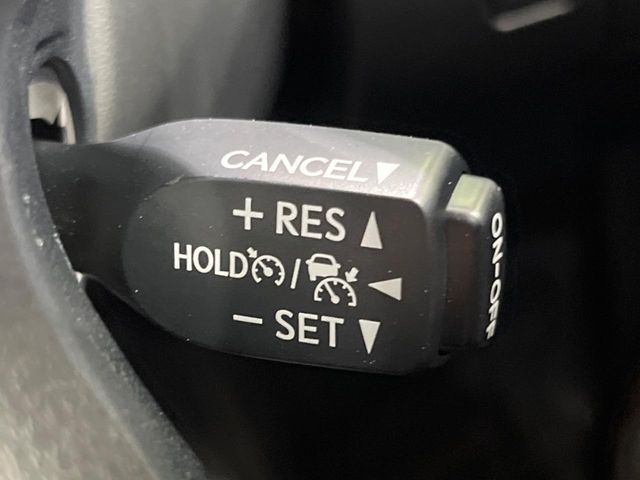 CANCEL
+ RES
HOLD /
- SET
ON-OFF